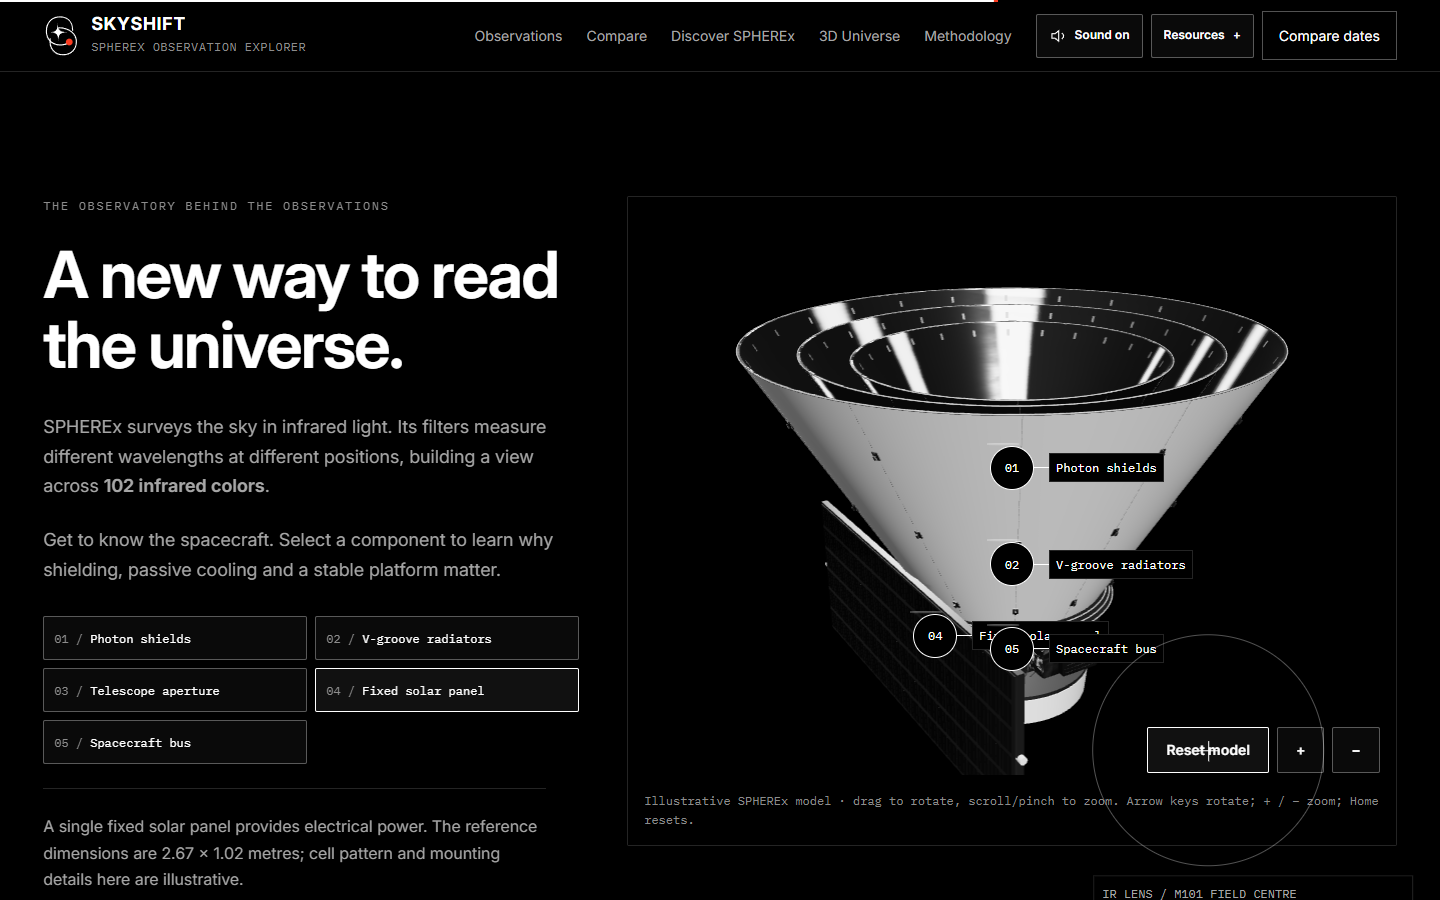 SKYSHIFT
SPHEREX OBSERVATION EXPLORER
Observations
Compare
Discover SPHEREx
3D Universe
Methodology
Sound on
Resources +
Compare dates
THE OBSERVATORY BEHIND THE OBSERVATIONS
A new way to read
the universe.
SPHEREx surveys the sky in infrared light. Its filters measure
different wavelengths at different positions, building a view
across 102 infrared colors.
Get to know the spacecraft. Select a component to learn why
shielding, passive cooling and a stable platform matter.
01 / Photon shields
02 / V-groove radiators
03 / Telescope aperture
04 / Fixed solar panel
05 / Spacecraft bus
A single fixed solar panel provides electrical power. The reference
dimensions are 2.67 × 1.02 metres; cell pattern and mounting
details here are illustrative.
01 Photon shields
02 V-groove radiators
04
05 Spacecraft bus
Reset model
+
−
Illustrative SPHEREx model · drag to rotate, scroll/pinch to zoom. Arrow keys rotate; + / − zoom; Home
resets.
IR LENS / M101 FIELD CENTRE